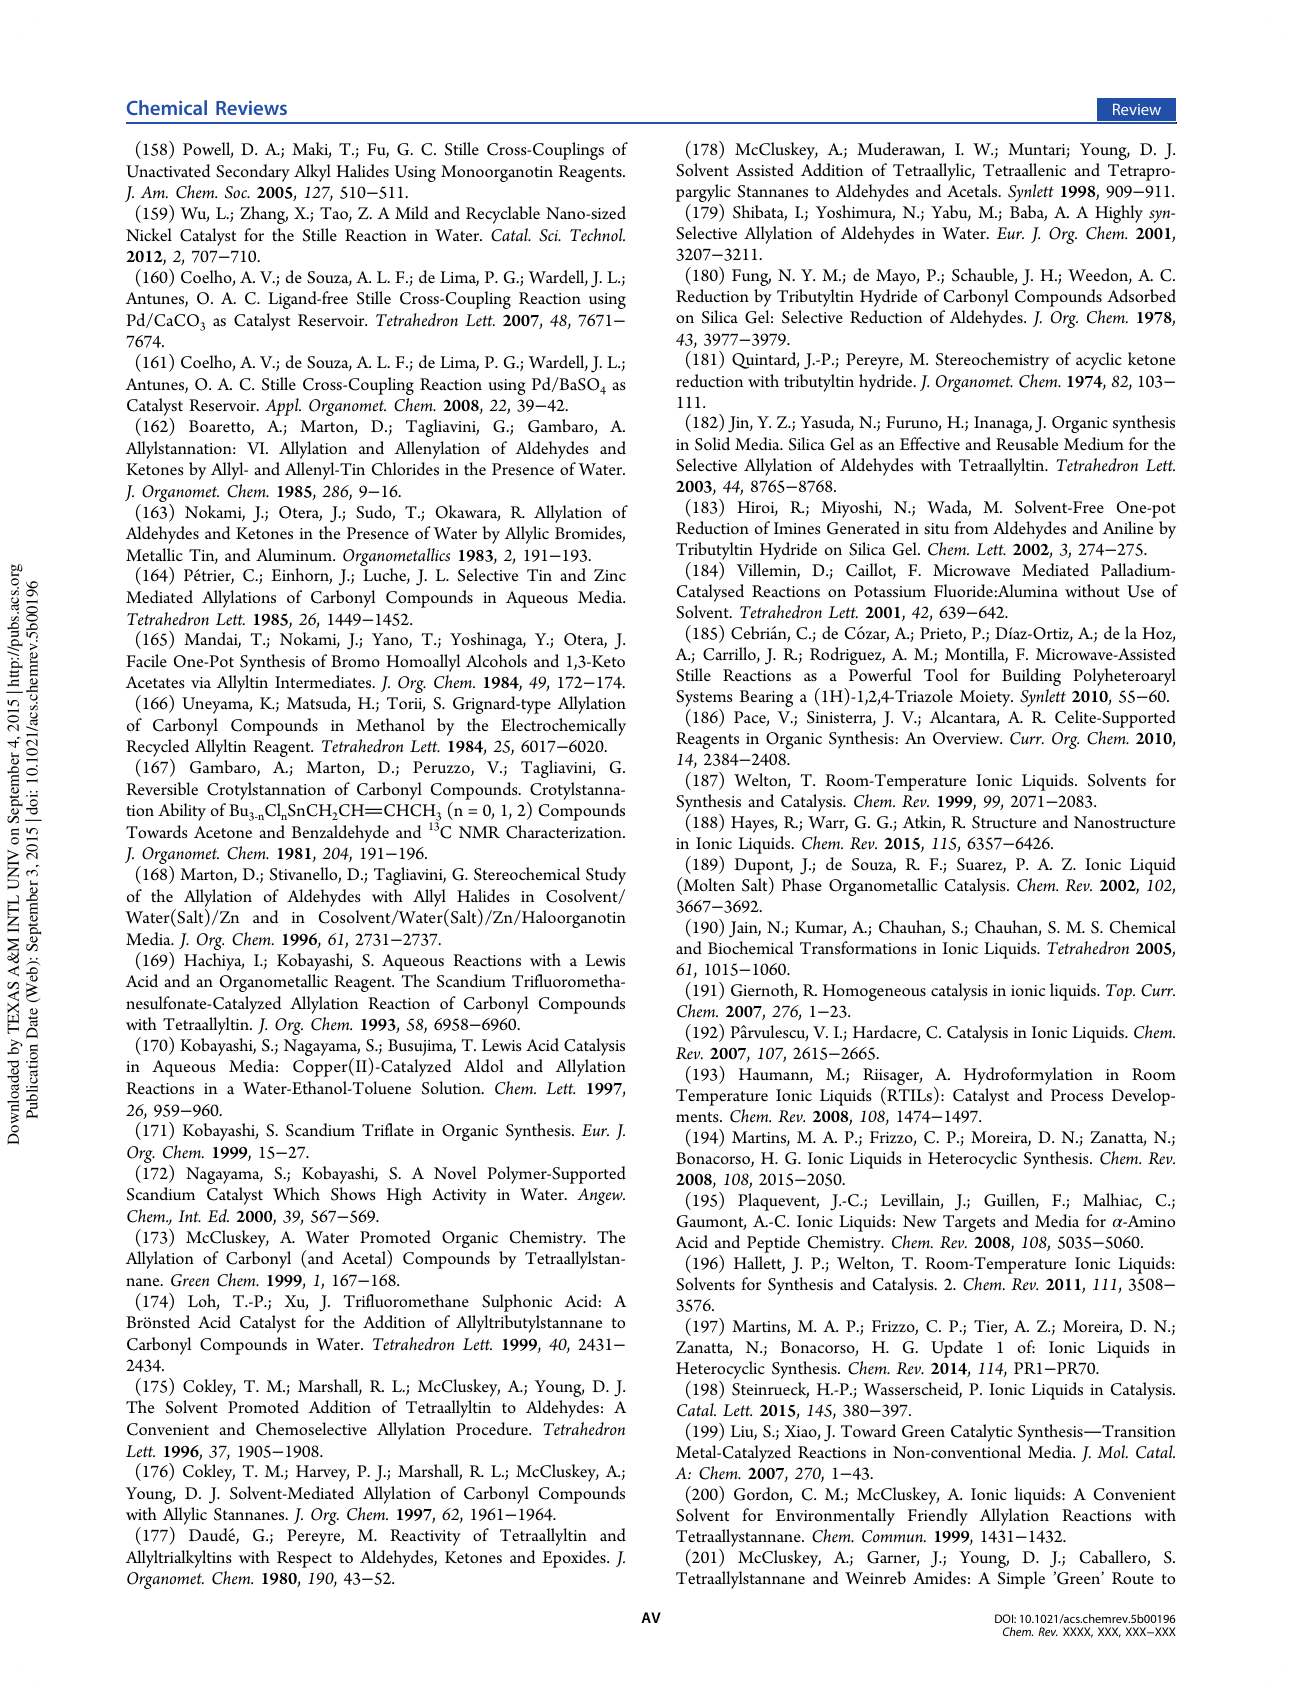 Chemical Reviews
Review
(158) Powell, D. A.; Maki, T.; Fu, G. C. Stille Cross-Couplings of
Unactivated Secondary Alkyl Halides Using Monoorganotin Reagents.
J. Am. Chem. Soc. 2005, 127, 510−511.
(159) Wu, L.; Zhang, X.; Tao, Z. A Mild and Recyclable Nano-sized
Nickel Catalyst for the Stille Reaction in Water. Catal. Sci. Technol.
2012, 2, 707−710.
(160) Coelho, A. V.; de Souza, A. L. F.; de Lima, P. G.; Wardell, J. L.;
Antunes, O. A. C. Ligand-free Stille Cross-Coupling Reaction using
Pd/CaCO3 as Catalyst Reservoir. Tetrahedron Lett. 2007, 48, 7671−
7674.
(161) Coelho, A. V.; de Souza, A. L. F.; de Lima, P. G.; Wardell, J. L.;
Antunes, O. A. C. Stille Cross-Coupling Reaction using Pd/BaSO4 as
Catalyst Reservoir. Appl. Organomet. Chem. 2008, 22, 39−42.
(162) Boaretto, A.; Marton, D.; Tagliavini, G.; Gambaro, A.
Allylstannation: VI. Allylation and Allenylation of Aldehydes and
Ketones by Allyl- and Allenyl-Tin Chlorides in the Presence of Water.
J. Organomet. Chem. 1985, 286, 9−16.
(163) Nokami, J.; Otera, J.; Sudo, T.; Okawara, R. Allylation of
Aldehydes and Ketones in the Presence of Water by Allylic Bromides,
Metallic Tin, and Aluminum. Organometallics 1983, 2, 191−193.
(164) Pétrier, C.; Einhorn, J.; Luche, J. L. Selective Tin and Zinc
Mediated Allylations of Carbonyl Compounds in Aqueous Media.
Tetrahedron Lett. 1985, 26, 1449−1452.
(165) Mandai, T.; Nokami, J.; Yano, T.; Yoshinaga, Y.; Otera, J.
Facile One-Pot Synthesis of Bromo Homoallyl Alcohols and 1,3-Keto
Acetates via Allyltin Intermediates. J. Org. Chem. 1984, 49, 172−174.
(166) Uneyama, K.; Matsuda, H.; Torii, S. Grignard-type Allylation
of Carbonyl Compounds in Methanol by the Electrochemically
Recycled Allyltin Reagent. Tetrahedron Lett. 1984, 25, 6017−6020.
(167) Gambaro, A.; Marton, D.; Peruzzo, V.; Tagliavini, G.
Reversible Crotylstannation of Carbonyl Compounds. Crotylstanna-
tion Ability of Bu3-nClnSnCH2CH=CHCH3 (n = 0, 1, 2) Compounds
Towards Acetone and Benzaldehyde and 13C NMR Characterization.
J. Organomet. Chem. 1981, 204, 191−196.
(168) Marton, D.; Stivanello, D.; Tagliavini, G. Stereochemical Study
of the Allylation of Aldehydes with Allyl Halides in Cosolvent/
Water(Salt)/Zn and in Cosolvent/Water(Salt)/Zn/Haloorganotin
Media. J. Org. Chem. 1996, 61, 2731−2737.
(169) Hachiya, I.; Kobayashi, S. Aqueous Reactions with a Lewis
Acid and an Organometallic Reagent. The Scandium Trifluorometha-
nesulfonate-Catalyzed Allylation Reaction of Carbonyl Compounds
with Tetraallyltin. J. Org. Chem. 1993, 58, 6958−6960.
(170) Kobayashi, S.; Nagayama, S.; Busujima, T. Lewis Acid Catalysis
in Aqueous Media: Copper(II)-Catalyzed Aldol and Allylation
Reactions in a Water-Ethanol-Toluene Solution. Chem. Lett. 1997,
26, 959−960.
(171) Kobayashi, S. Scandium Triflate in Organic Synthesis. Eur. J.
Org. Chem. 1999, 15−27.
(172) Nagayama, S.; Kobayashi, S. A Novel Polymer-Supported
Scandium Catalyst Which Shows High Activity in Water. Angew.
Chem., Int. Ed. 2000, 39, 567−569.
(173) McCluskey, A. Water Promoted Organic Chemistry. The
Allylation of Carbonyl (and Acetal) Compounds by Tetraallylstan-
nane. Green Chem. 1999, 1, 167−168.
(174) Loh, T.-P.; Xu, J. Trifluoromethane Sulphonic Acid: A
Brönsted Acid Catalyst for the Addition of Allyltributylstannane to
Carbonyl Compounds in Water. Tetrahedron Lett. 1999, 40, 2431−
2434.
(175) Cokley, T. M.; Marshall, R. L.; McCluskey, A.; Young, D. J.
The Solvent Promoted Addition of Tetraallyltin to Aldehydes: A
Convenient and Chemoselective Allylation Procedure. Tetrahedron
Lett. 1996, 37, 1905−1908.
(176) Cokley, T. M.; Harvey, P. J.; Marshall, R. L.; McCluskey, A.;
Young, D. J. Solvent-Mediated Allylation of Carbonyl Compounds
with Allylic Stannanes. J. Org. Chem. 1997, 62, 1961−1964.
(177) Daudé, G.; Pereyre, M. Reactivity of Tetraallyltin and
Allyltrialkyltins with Respect to Aldehydes, Ketones and Epoxides. J.
Organomet. Chem. 1980, 190, 43−52.
(178) McCluskey, A.; Muderawan, I. W.; Muntari; Young, D. J.
Solvent Assisted Addition of Tetraallylic, Tetraallenic and Tetrapro-
pargylic Stannanes to Aldehydes and Acetals. Synlett 1998, 909−911.
(179) Shibata, I.; Yoshimura, N.; Yabu, M.; Baba, A. A Highly syn-
Selective Allylation of Aldehydes in Water. Eur. J. Org. Chem. 2001,
3207−3211.
(180) Fung, N. Y. M.; de Mayo, P.; Schauble, J. H.; Weedon, A. C.
Reduction by Tributyltin Hydride of Carbonyl Compounds Adsorbed
on Silica Gel: Selective Reduction of Aldehydes. J. Org. Chem. 1978,
43, 3977−3979.
(181) Quintard, J.-P.; Pereyre, M. Stereochemistry of acyclic ketone
reduction with tributyltin hydride. J. Organomet. Chem. 1974, 82, 103−
111.
(182) Jin, Y. Z.; Yasuda, N.; Furuno, H.; Inanaga, J. Organic synthesis
in Solid Media. Silica Gel as an Effective and Reusable Medium for the
Selective Allylation of Aldehydes with Tetraallyltin. Tetrahedron Lett.
2003, 44, 8765−8768.
(183) Hiroi, R.; Miyoshi, N.; Wada, M. Solvent-Free One-pot
Reduction of Imines Generated in situ from Aldehydes and Aniline by
Tributyltin Hydride on Silica Gel. Chem. Lett. 2002, 3, 274−275.
(184) Villemin, D.; Caillot, F. Microwave Mediated Palladium-
Catalysed Reactions on Potassium Fluoride:Alumina without Use of
Solvent. Tetrahedron Lett. 2001, 42, 639−642.
(185) Cebrián, C.; de Cózar, A.; Prieto, P.; Díaz-Ortiz, A.; de la Hoz,
A.; Carrillo, J. R.; Rodriguez, A. M.; Montilla, F. Microwave-Assisted
Stille Reactions as a Powerful Tool for Building Polyheteroaryl
Systems Bearing a (1H)-1,2,4-Triazole Moiety. Synlett 2010, 55−60.
(186) Pace, V.; Sinisterra, J. V.; Alcantara, A. R. Celite-Supported
Reagents in Organic Synthesis: An Overview. Curr. Org. Chem. 2010,
14, 2384−2408.
(187) Welton, T. Room-Temperature Ionic Liquids. Solvents for
Synthesis and Catalysis. Chem. Rev. 1999, 99, 2071−2083.
(188) Hayes, R.; Warr, G. G.; Atkin, R. Structure and Nanostructure
in Ionic Liquids. Chem. Rev. 2015, 115, 6357−6426.
(189) Dupont, J.; de Souza, R. F.; Suarez, P. A. Z. Ionic Liquid
(Molten Salt) Phase Organometallic Catalysis. Chem. Rev. 2002, 102,
3667−3692.
(190) Jain, N.; Kumar, A.; Chauhan, S.; Chauhan, S. M. S. Chemical
and Biochemical Transformations in Ionic Liquids. Tetrahedron 2005,
61, 1015−1060.
(191) Giernoth, R. Homogeneous catalysis in ionic liquids. Top. Curr.
Chem. 2007, 276, 1−23.
(192) Pârvulescu, V. I.; Hardacre, C. Catalysis in Ionic Liquids. Chem.
Rev. 2007, 107, 2615−2665.
(193) Haumann, M.; Riisager, A. Hydroformylation in Room
Temperature Ionic Liquids (RTILs): Catalyst and Process Develop-
ments. Chem. Rev. 2008, 108, 1474−1497.
(194) Martins, M. A. P.; Frizzo, C. P.; Moreira, D. N.; Zanatta, N.;
Bonacorso, H. G. Ionic Liquids in Heterocyclic Synthesis. Chem. Rev.
2008, 108, 2015−2050.
(195) Plaquevent, J.-C.; Levillain, J.; Guillen, F.; Malhiac, C.;
Gaumont, A.-C. Ionic Liquids: New Targets and Media for α-Amino
Acid and Peptide Chemistry. Chem. Rev. 2008, 108, 5035−5060.
(196) Hallett, J. P.; Welton, T. Room-Temperature Ionic Liquids:
Solvents for Synthesis and Catalysis. 2. Chem. Rev. 2011, 111, 3508−
3576.
(197) Martins, M. A. P.; Frizzo, C. P.; Tier, A. Z.; Moreira, D. N.;
Zanatta, N.; Bonacorso, H. G. Update 1 of: Ionic Liquids in
Heterocyclic Synthesis. Chem. Rev. 2014, 114, PR1−PR70.
(198) Steinrueck, H.-P.; Wasserscheid, P. Ionic Liquids in Catalysis.
Catal. Lett. 2015, 145, 380−397.
(199) Liu, S.; Xiao, J. Toward Green Catalytic Synthesis—Transition
Metal-Catalyzed Reactions in Non-conventional Media. J. Mol. Catal.
A: Chem. 2007, 270, 1−43.
(200) Gordon, C. M.; McCluskey, A. Ionic liquids: A Convenient
Solvent for Environmentally Friendly Allylation Reactions with
Tetraallystannane. Chem. Commun. 1999, 1431−1432.
(201) McCluskey, A.; Garner, J.; Young, D. J.; Caballero, S.
Tetraallylstannane and Weinreb Amides: A Simple 'Green' Route to
AV
DOI: 10.1021/acs.chemrev.5b00196
Chem. Rev. XXXX, XXX, XXX−XXX
Downloaded by TEXAS A&M INTL UNIV on September 4, 2015 | http://pubs.acs.org
Publication Date (Web): September 3, 2015 | doi: 10.1021/acs.chemrev.5b00196